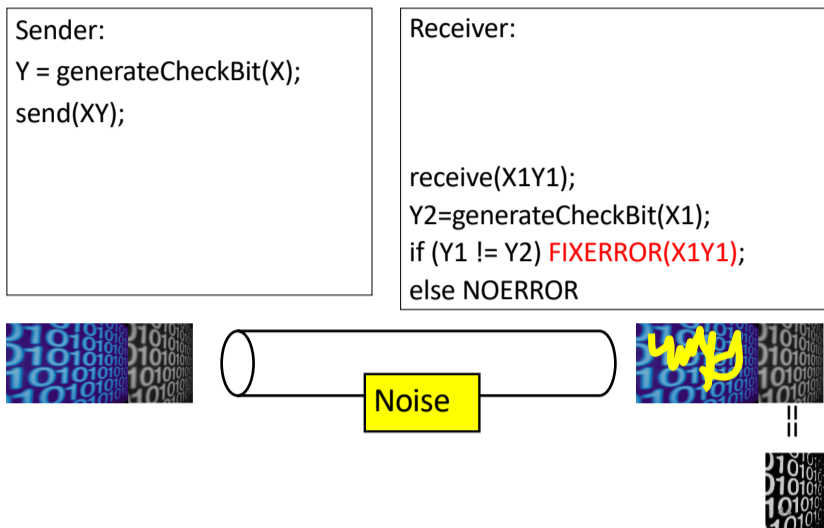 Sender:
Y = generateCheckBit(X);
send(XY);
Receiver:
receive(X1Y1);
Y2=generateCheckBit(X1);
if (Y1 != Y2) FIXERROR(X1Y1);
else NOERROR
Noise
=